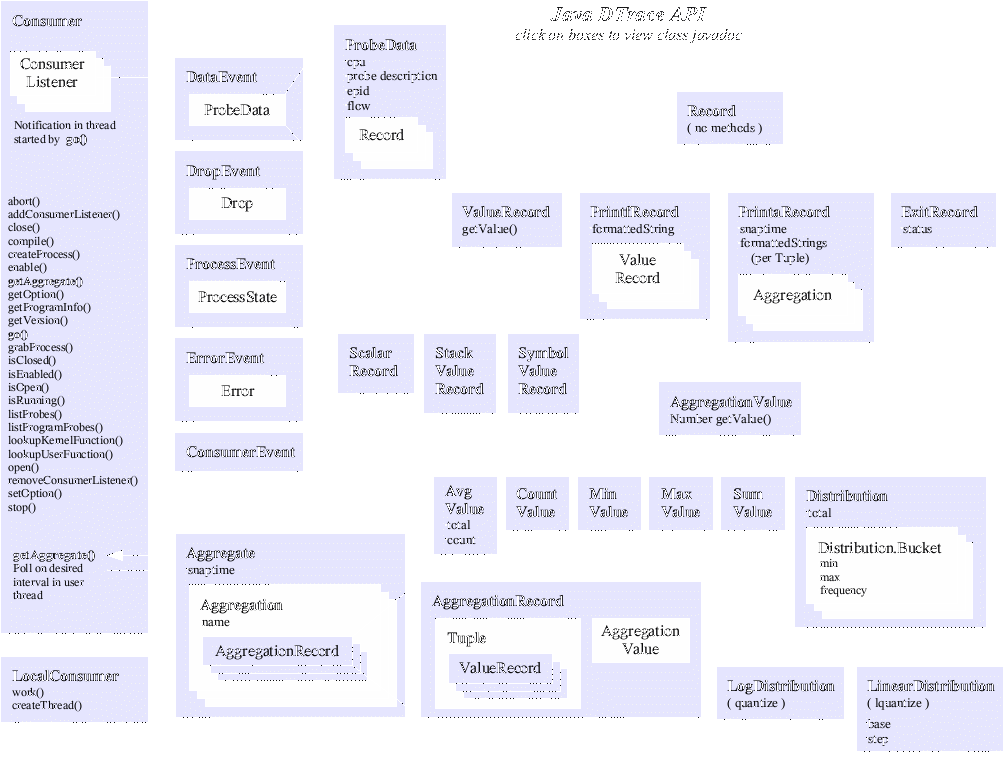 Java DTrace API
click on boxes to view class javadoc
Consumer
Consumer
Listener
Notification in thread
started by go()
abort()
addConsumerListener()
close()
compile()
createProcess()
enable()
getAggregate()
getOption()
getProgramInfo()
getVersion()
go()
grabProcess()
isClosed()
isEnabled()
isOpen()
isRunning()
listProbes()
listProgramProbes()
lookupKernelFunction()
lookupUserFunction()
open()
removeConsumerListener()
setOption()
stop()
getAggregate()
Poll on desired
interval in user
thread
LocalConsumer
work()
createThread()
DataEvent
ProbeData
DropEvent
Drop
ProcessEvent
ProcessState
ErrorEvent
Error
ConsumerEvent
ProbeData
cpu
probe description
epid
flow
Record
Record
( no methods )
ValueRecord
getValue()
PrintfRecord
formattedString
Value
Record
PrintaRecord
snaptime
formattedStrings
(per Tuple)
Aggregation
ExitRecord
status
Scalar
Record
Stack
Value
Record
Symbol
Value
Record
AggregationValue
Number getValue()
Avg
Value
total
count
Count
Value
Min
Value
Max
Value
Sum
Value
Distribution
total
Distribution.Bucket
min
max
frequency
Aggregate
snaptime
Aggregation
name
AggregationRecord
AggregationRecord
Tuple
ValueRecord
Aggregation
Value
LogDistribution
( quantize )
LinearDistribution
( lquantize )
base
step